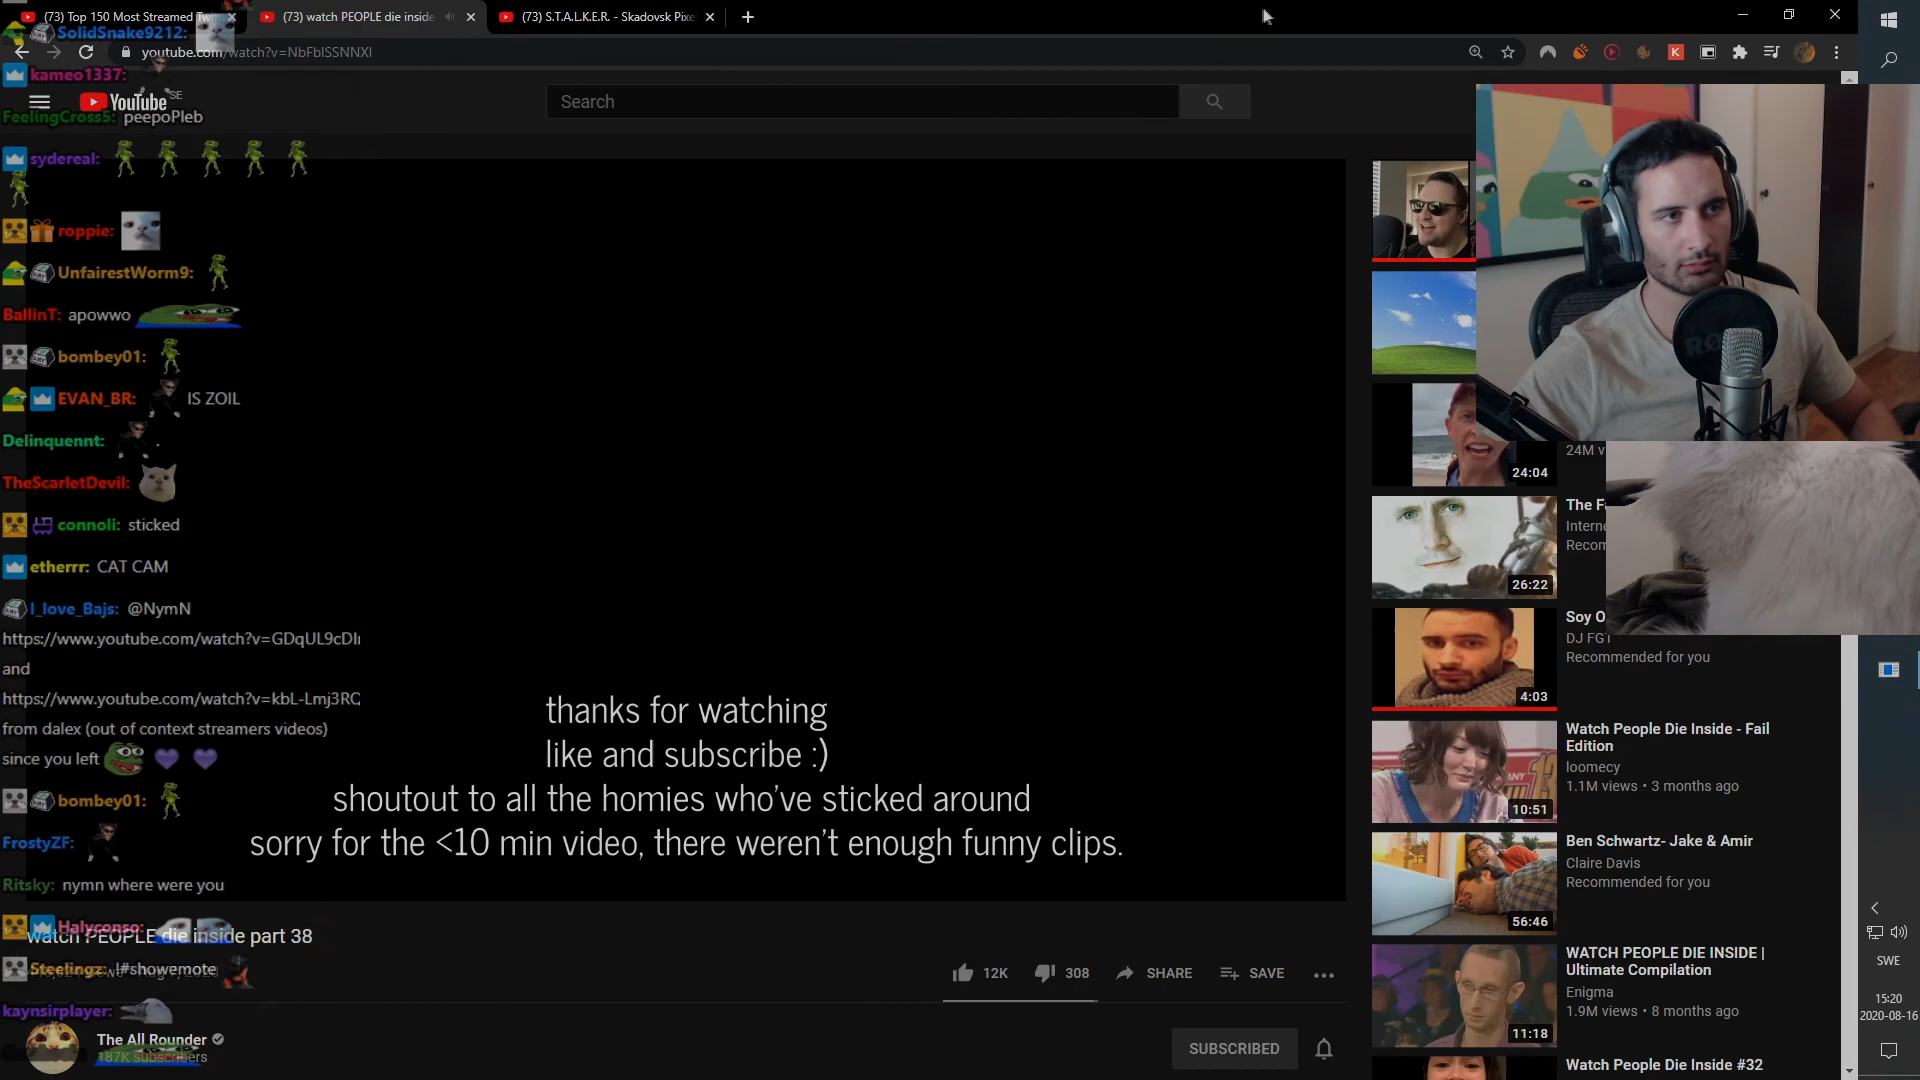 (73) Top 150 Most Streamed Twi
(73) watch PEOPLE die inside
(73) S.T.A.L.K.E.R. - Skadovsk Pixe
SolidSnake9212:
youtube.com/watch?v=NbFbISSNNXI
K
kameo1337:
YouTube SE
Search
FeelingCross5: peepoPleb
sydereal:
roppie:
UnfairestWorm9:
BallinT: apowwo
bombey01:
EVAN_BR: IS ZOIL
Delinquennt: .
TheScarletDevil:
connoli: sticked
etherrr: CAT CAM
I_love_Bajs: @NymN
https://www.youtube.com/watch?v=GDqUL9cDI
and
https://www.youtube.com/watch?v=kbL-Lmj3RC
from dalex (out of context streamers videos)
since you left
bombey01:
FrostyZF:
Ritsky: nymn where were you
Halyconso:
Steelingz: !#showemote
kaynsirplayer:
thanks for watching
like and subscribe :)
shoutout to all the homies who've sticked around
sorry for the <10 min video, there weren't enough funny clips.
watch PEOPLE die inside part 38
12K
308
SHARE
SAVE
The All Rounder
187K subscribers
SUBSCRIBED
24:04
24M v
26:22
The F
Interne
Recom
4:03
Soy O
DJ FGT
Recommended for you
10:51
Watch People Die Inside - Fail
Edition
loomecy
1.1M views • 3 months ago
56:46
Ben Schwartz- Jake & Amir
Claire Davis
Recommended for you
11:18
WATCH PEOPLE DIE INSIDE |
Ultimate Compilation
Enigma
1.9M views • 8 months ago
Watch People Die Inside #32
SWE
15:20
2020-08-16